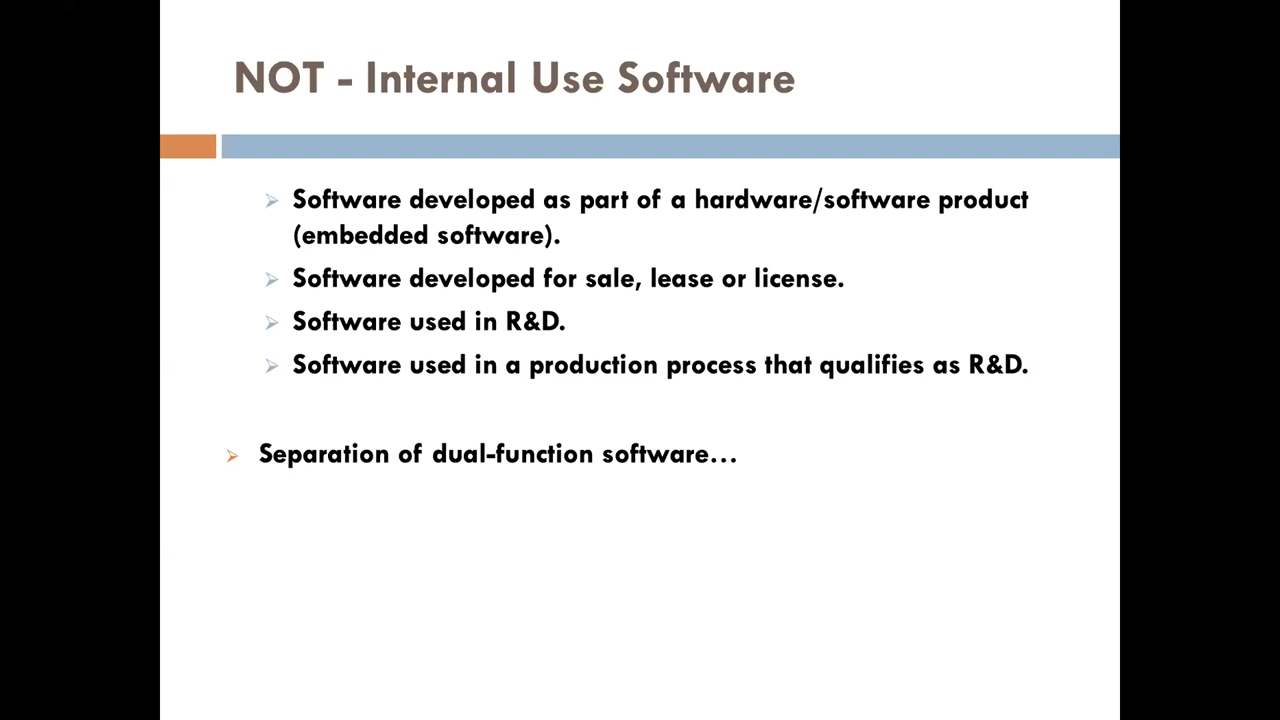 NOT - Internal Use Software
Software developed as part of a hardware/software product
(embedded software).
Software developed for sale, lease or license.
Software used in R&D.
Software used in a production process that qualifies as R&D.
Separation of dual-function software...